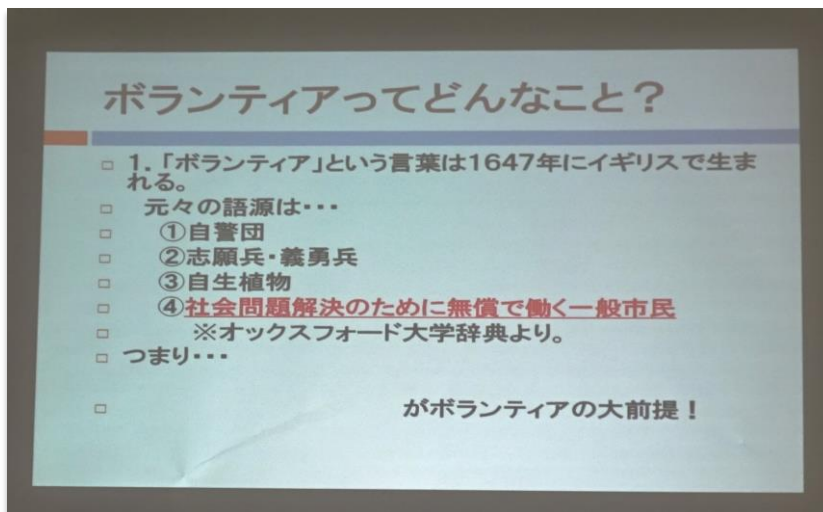 ボランティアってどんなこと？
1．「ボランティア」という言葉は1647年にイギリスで生ま
れる。
元々の語源は・・・
①自警団
②志願兵・義勇兵
③自生植物
④社会問題解決のために無償で働く一般市民
※オックスフォード大学辞典より。
つまり・・・
がボランティアの大前提！